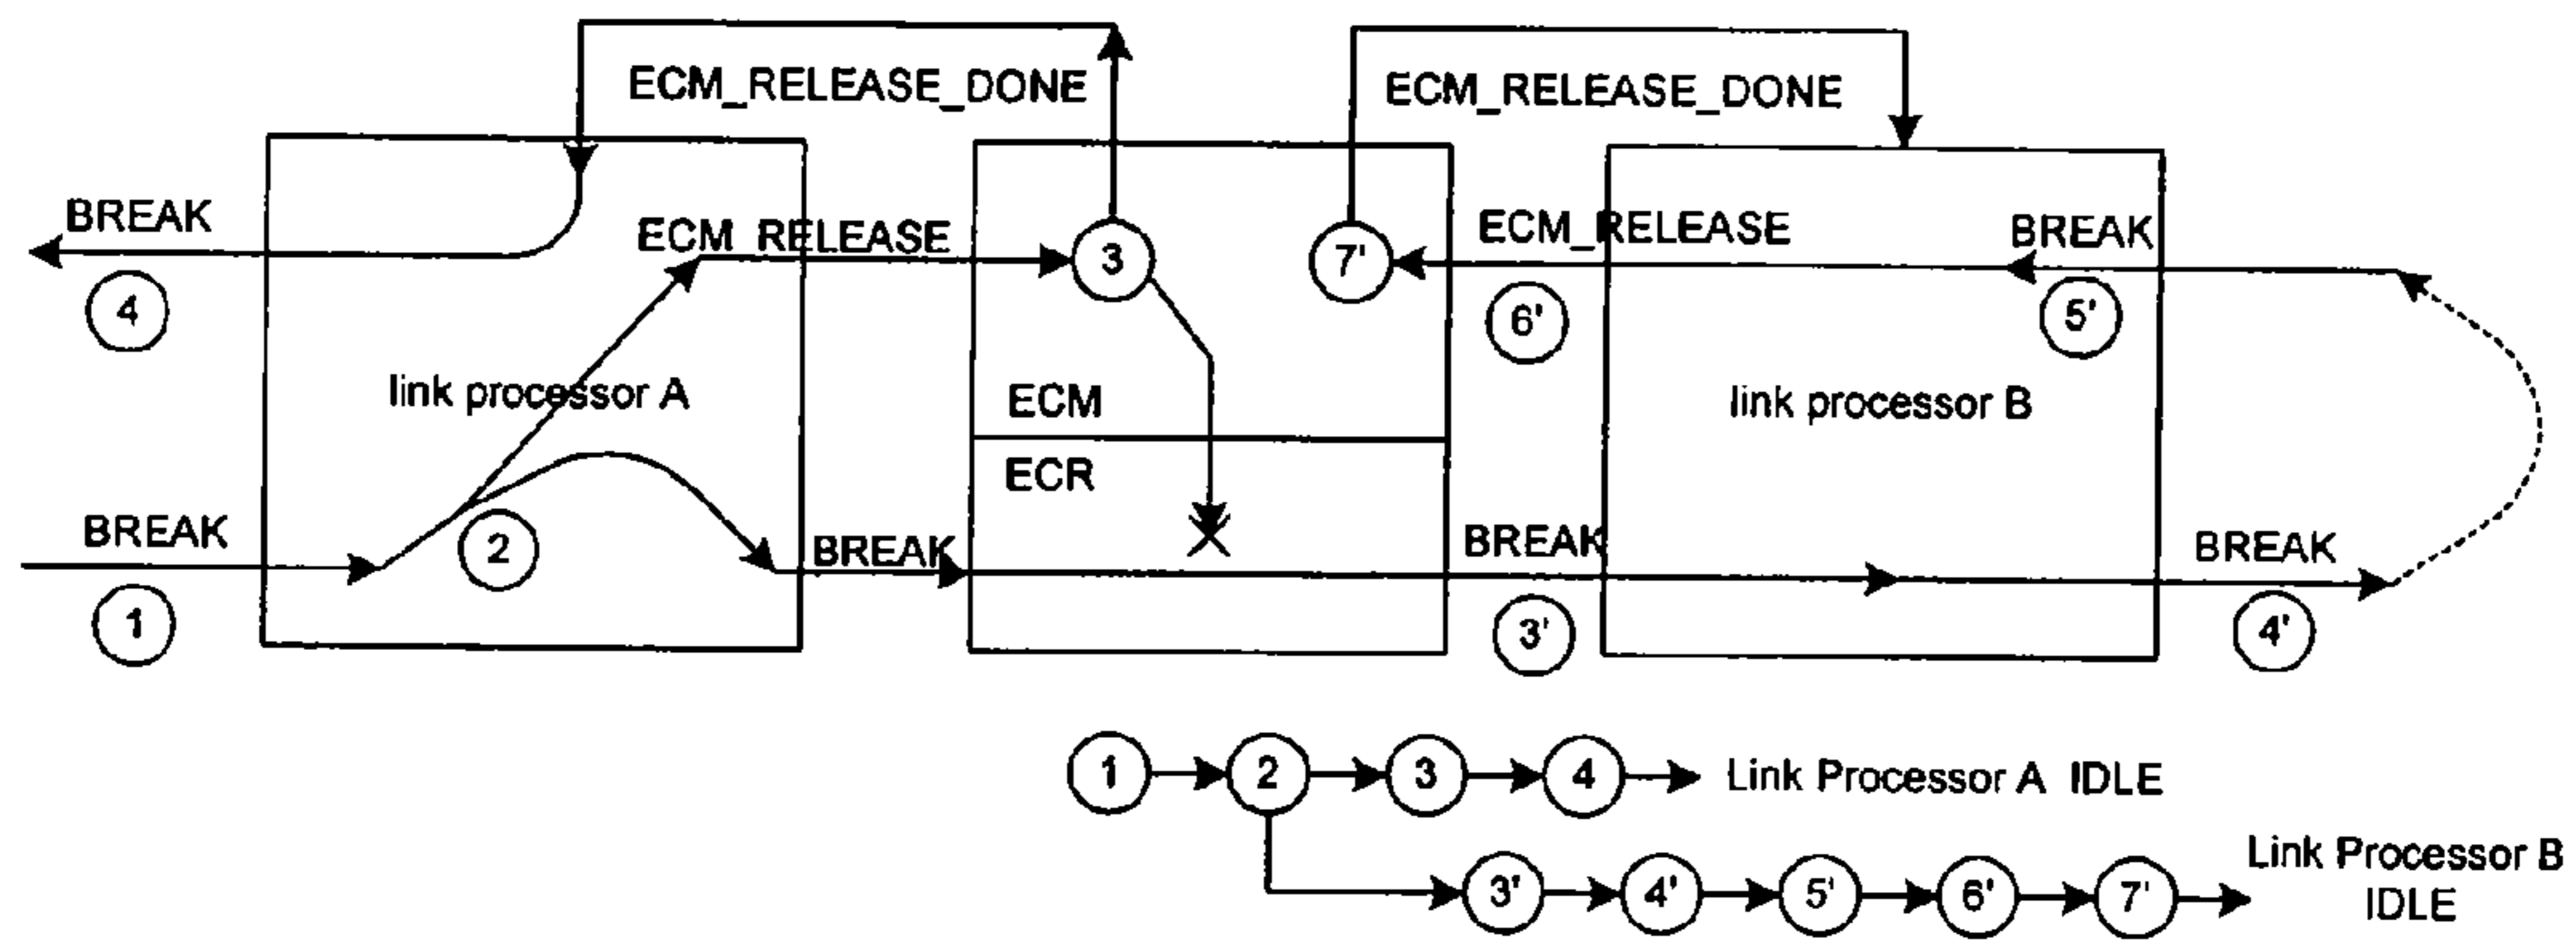 ECM_RELEASE_DONE
ECM_RELEASE_DONE
BREAK
ECM_RELEASE
3
7'
ECM_RELEASE
BREAK
4
6'
5'
link processor A
ECM
link processor B
ECR
BREAK
2
BREAK
BREAK
BREAK
1
3'
4'
1
2
3
4
Link Processor A IDLE
3'
4'
5'
6'
7'
Link Processor B
IDLE